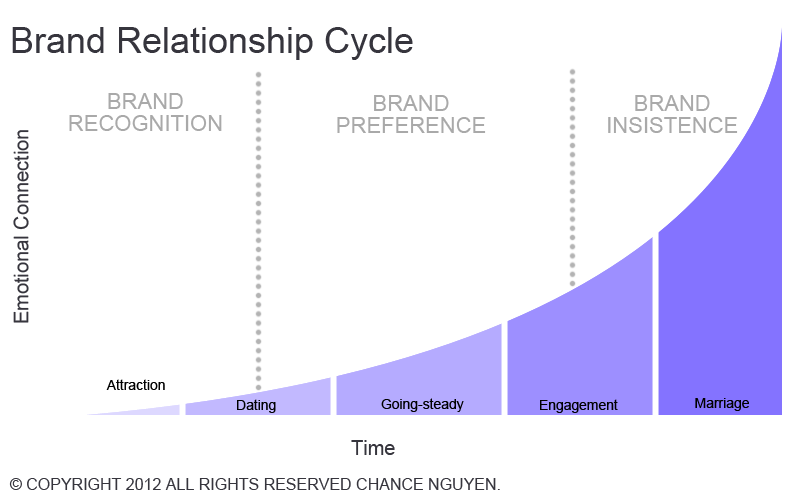 Brand Relationship Cycle
BRAND
RECOGNITION
BRAND
PREFERENCE
BRAND
INSISTENCE
Emotional Connection
Attraction
Dating
Going-steady
Engagement
Marriage
Time
© COPYRIGHT 2012 ALL RIGHTS RESERVED CHANCE NGUYEN.